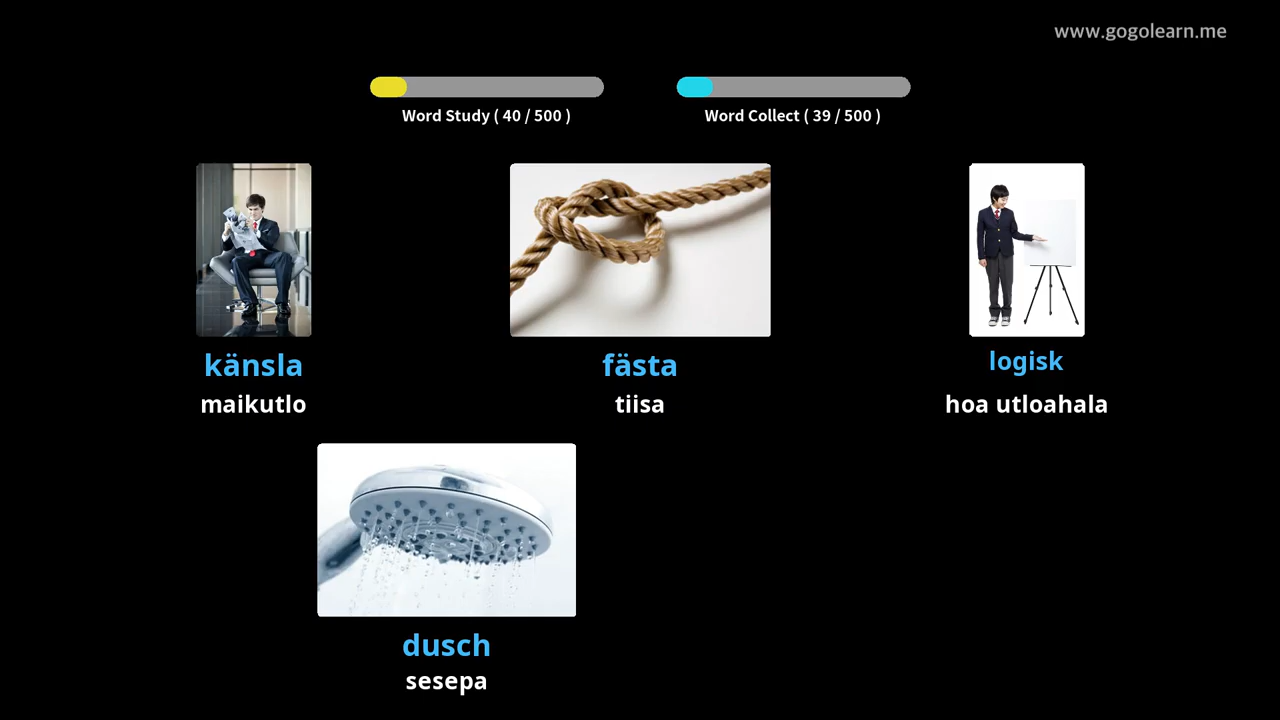 www.gogolearn.me
Word Study ( 40 / 500 )
Word Collect ( 39 / 500 )
känsla
maikutlo
fästa
tiisa
logisk
hoa utloahala
dusch
sesepa